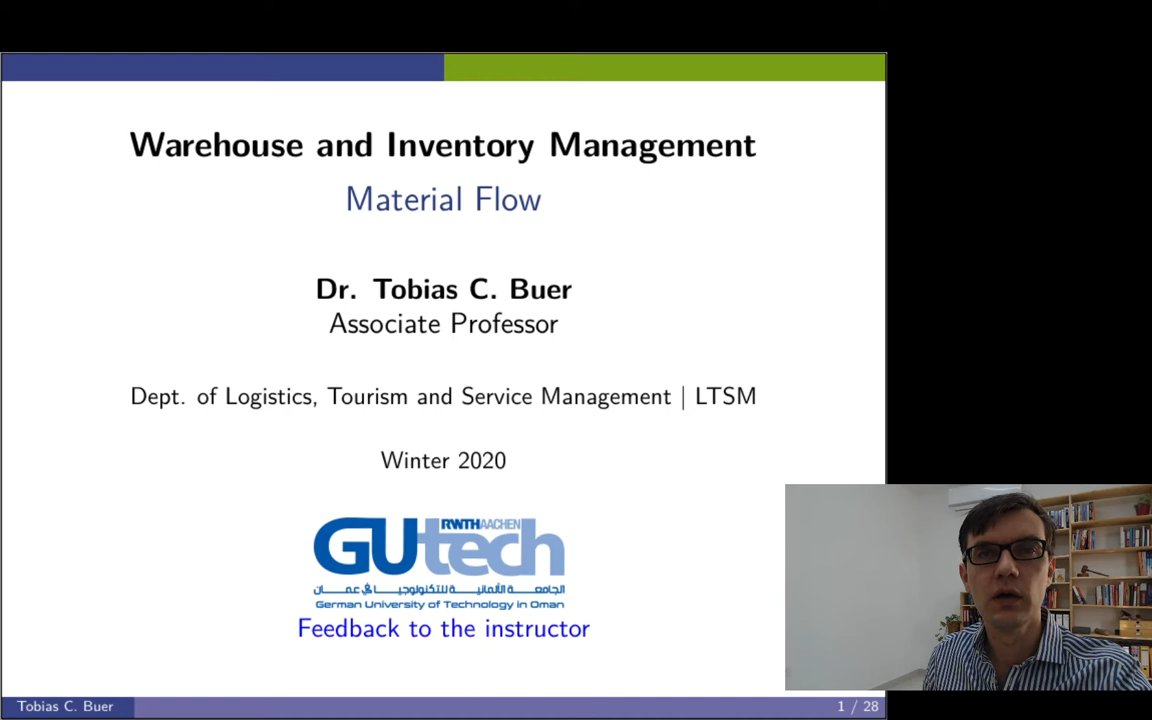 Warehouse and Inventory Management
Material Flow
Dr. Tobias C. Buer
Associate Professor
Dept. of Logistics, Tourism and Service Management | LTSM
Winter 2020
RWTHAACHEN
GUtech
الجامعة الألمانية للتكنولوجيا في عمان
German University of Technology in Oman
Feedback to the instructor
Tobias C. Buer
1 / 28